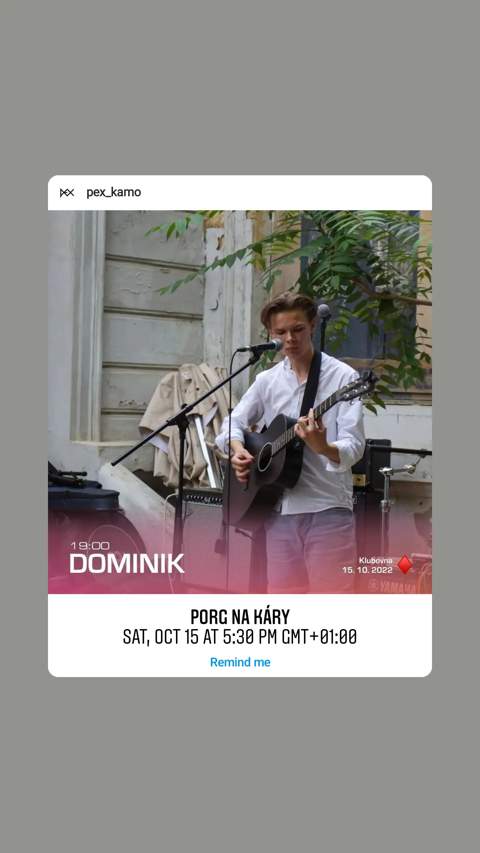 pex_kamo
19:00
DOMINIK
Klubovna
15. 10. 2022
YAMAHA
PORG NA KÁRY
SAT, OCT 15 AT 5:30 PM GMT+01:00
Remind me